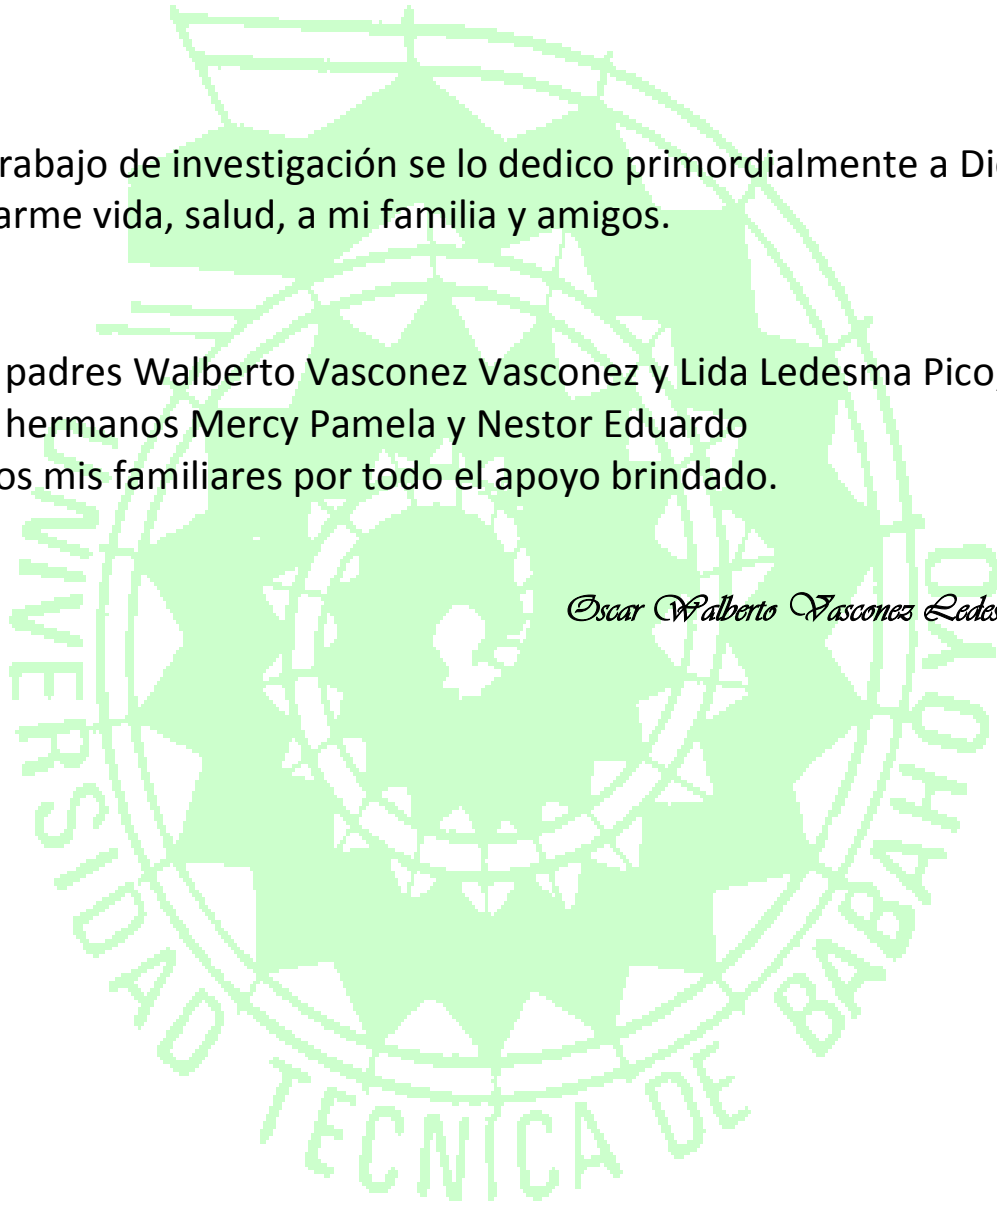 rabajo de investigación se lo dedico primordialmente a Di
arme vida, salud, a mi familia y amigos.
padres Walberto Vasconez Vasconez y Lida Ledesma Pico,
hermanos Mercy Pamela y Nestor Eduardo
os mis familiares por todo el apoyo brindado.
Oscar Walberto Vasconez Ledes
UNIVERSIDAD TECNICA DE BABAHOYO